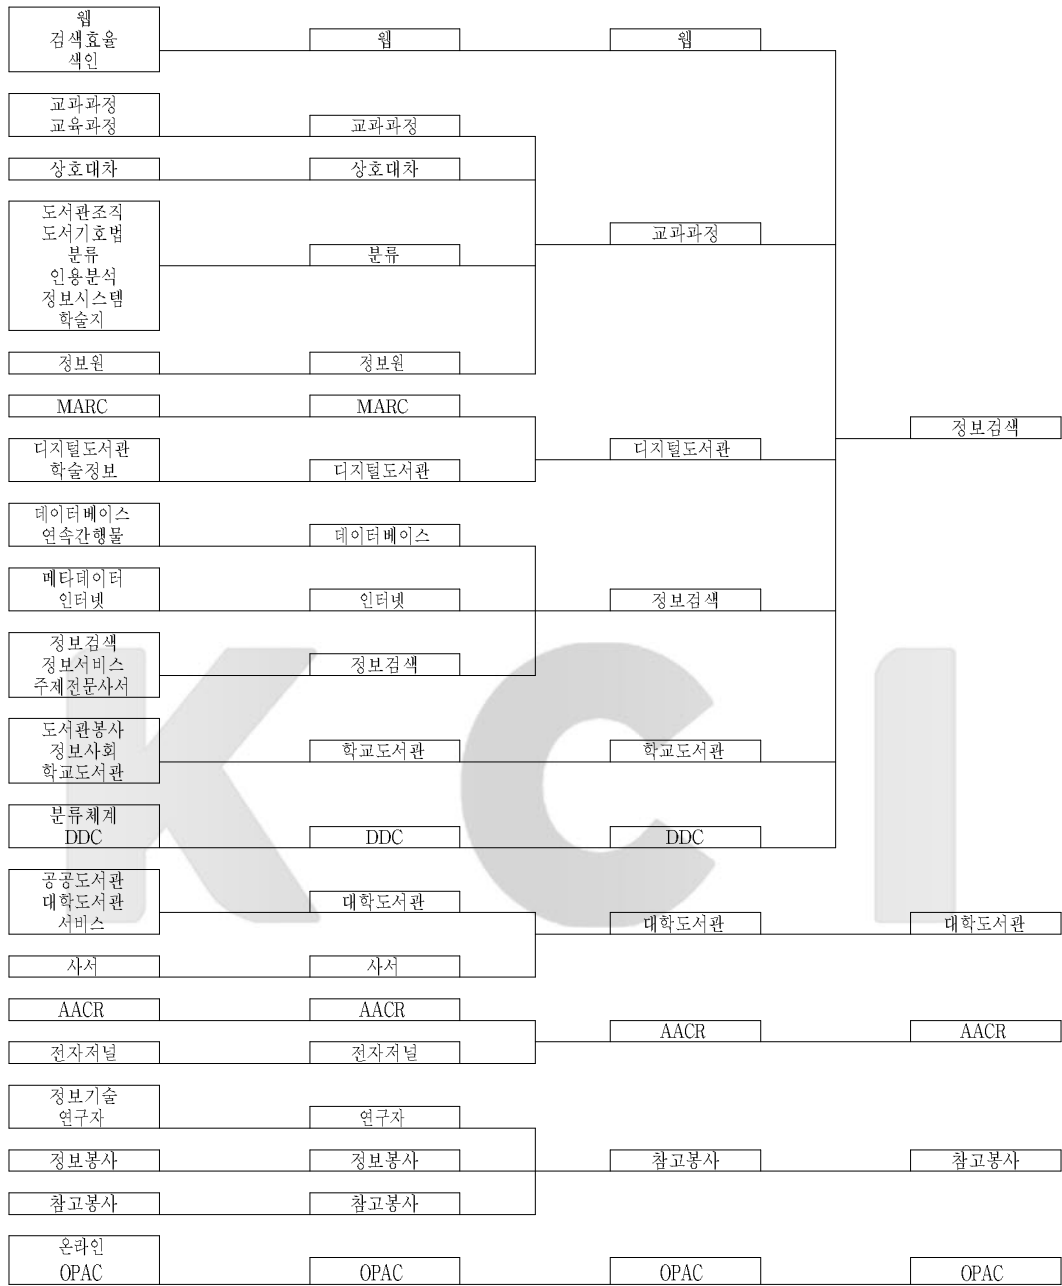 웹
검색효율
색인
웹
웹
교과과정
교육과정
교과과정
상호대차
상호대차
도서관조직
도서기호법
분류
인용분석
정보시스템
학술지
분류
교과과정
정보원
정보원
MARC
MARC
디지털도서관
학술정보
디지털도서관
디지털도서관
정보검색
데이터베이스
연속간행물
데이터베이스
메타데이터
인터넷
인터넷
정보검색
정보검색
정보서비스
주제전문사서
정보검색
도서관봉사
정보사회
학교도서관
학교도서관
학교도서관
분류체계
DDC
DDC
DDC
공공도서관
대학도서관
서비스
대학도서관
대학도서관
대학도서관
사서
사서
AACR
AACR
AACR
AACR
전자저널
전자저널
정보기술
연구자
연구자
정보봉사
정보봉사
참고봉사
참고봉사
참고봉사
참고봉사
온라인
OPAC
OPAC
OPAC
OPAC
KCI